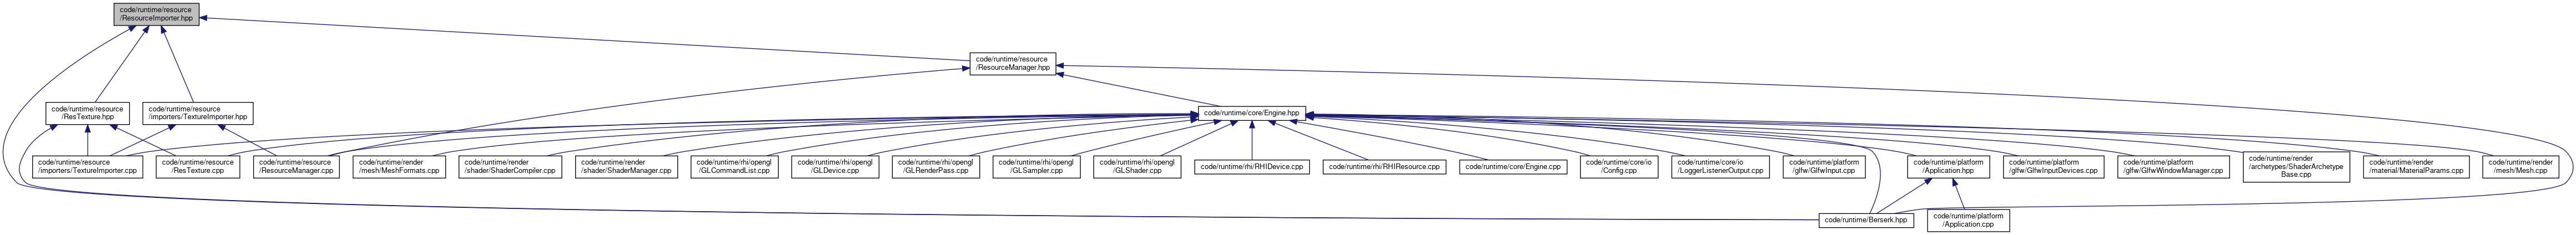 code/runtime/resource
/ResourceImporter.hpp
code/runtime/resource
/ResourceManager.hpp
code/runtime/resource
/ResTexture.hpp
code/runtime/resource
/importers/TextureImporter.hpp
code/runtime/core/Engine.hpp
code/runtime/resource
/importers/TextureImporter.cpp
code/runtime/resource
/ResTexture.cpp
code/runtime/resource
/ResourceManager.cpp
code/runtime/render
/mesh/MeshFormats.cpp
code/runtime/render
/shader/ShaderCompiler.cpp
code/runtime/render
/shader/ShaderManager.cpp
code/runtime/rhi/opengl
/GLCommandList.cpp
code/runtime/rhi/opengl
/GLDevice.cpp
code/runtime/rhi/opengl
/GLRenderPass.cpp
code/runtime/rhi/opengl
/GLSampler.cpp
code/runtime/rhi/opengl
/GLShader.cpp
code/runtime/rhi/RHIDevice.cpp
code/runtime/rhi/RHIResource.cpp
code/runtime/core/Engine.cpp
code/runtime/core/io
/Config.cpp
code/runtime/core/io
/LoggerListenerOutput.cpp
code/runtime/platform
/glfw/GlfwInput.cpp
code/runtime/platform
/Application.hpp
code/runtime/platform
/glfw/GlfwInputDevices.cpp
code/runtime/platform
/glfw/GlfwWindowManager.cpp
code/runtime/render
/archetypes/ShaderArchetype
Base.cpp
code/runtime/render
/material/MaterialParams.cpp
code/runtime/render
/mesh/Mesh.cpp
code/runtime/Berserk.hpp
code/runtime/platform
/Application.cpp